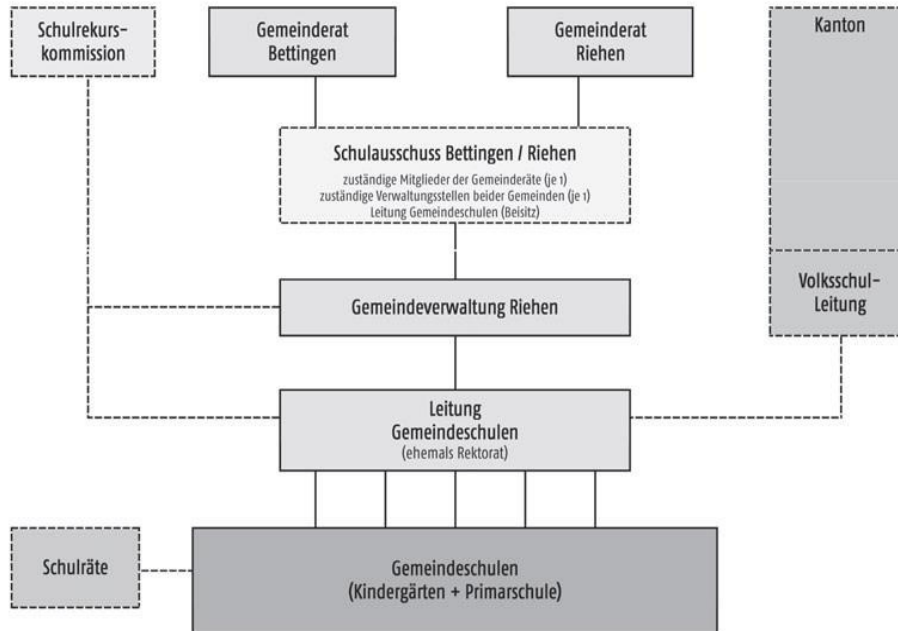 Schulrekurs-
kommission
Gemeinderat
Bettingen
Gemeinderat
Riehen
Kanton
Schulausschuss Bettingen / Riehen
zuständige Mitglieder der Gemeinderäte (je 1)
zuständige Verwaltungsstellen beider Gemeinden (je 1)
Leitung Gemeindeschulen (Beisitz)
Gemeindeverwaltung Riehen
Volksschul-
Leitung
Leitung
Gemeindeschulen
(ehemals Rektorat)
Schulräte
Gemeindeschulen
(Kindergärten + Primarschule)